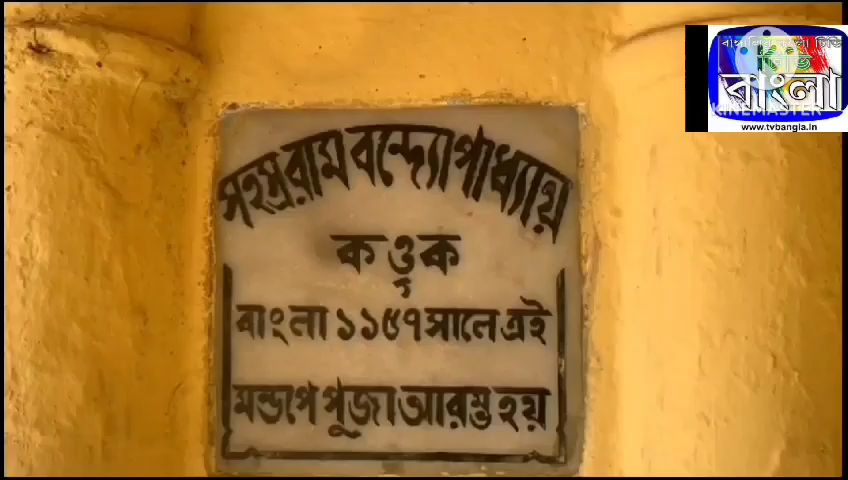 সহস্ররাম বন্দ্যোপাধ্যায়
কর্ত্তৃক
বাংলা ১১৫৭ সালে এই
মন্ডপে পূজা আরম্ভ হয়
বাংলা
KINEMASTER
www.tvbangla.in